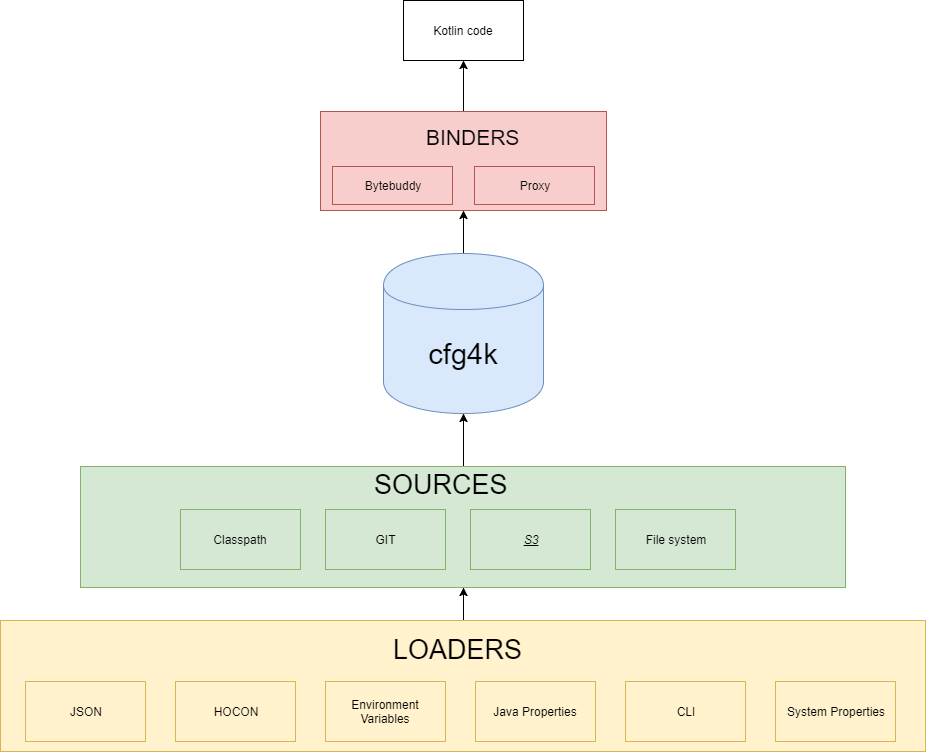 Kotlin code
BINDERS
Bytebuddy
Proxy
cfg4k
SOURCES
Classpath
GIT
S3
File system
LOADERS
JSON
HOCON
Environment
Variables
Java Properties
CLI
System Properties